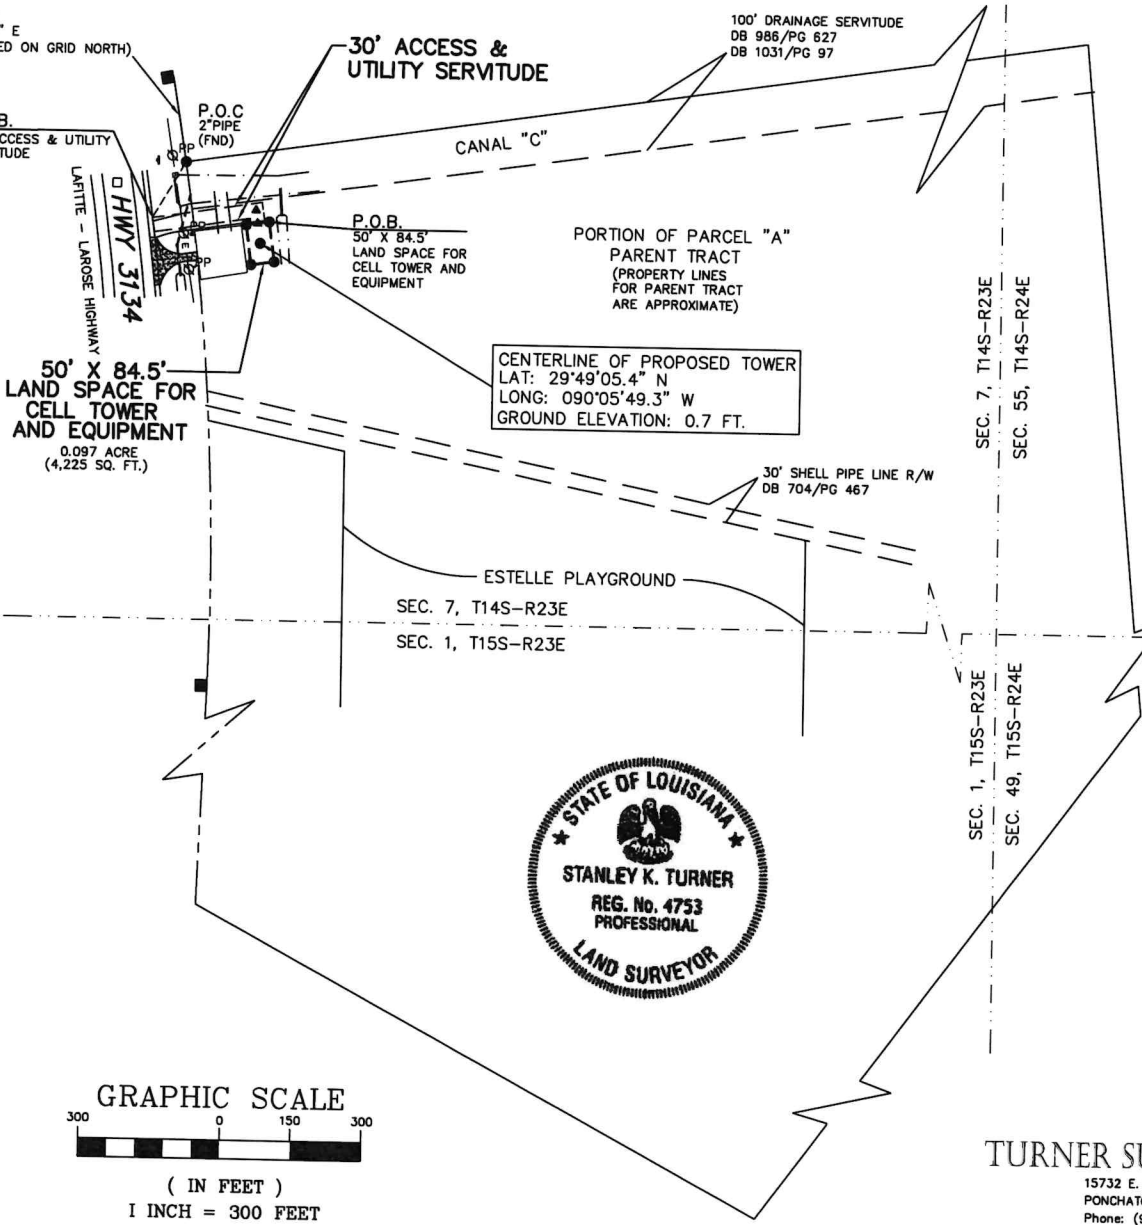 " E
ED ON GRID NORTH)
B.
CCESS & UTILITY
TUDE
P.O.C
2"PIPE
(FND)
PP
30' ACCESS &
UTILITY SERVITUDE
100' DRAINAGE SERVITUDE
DB 986/PG 627
DB 1031/PG 97
CANAL "C"
HWY 3134
LAFITTE - LAROSE HIGHWAY
E
PP
P.O.B.
50' X 84.5'
LAND SPACE FOR
CELL TOWER AND
EQUIPMENT
PORTION OF PARCEL "A"
PARENT TRACT
(PROPERTY LINES
FOR PARENT TRACT
ARE APPROXIMATE)
SEC. 7, T14S-R23E
SEC. 55, T14S-R24E
50' X 84.5'
LAND SPACE FOR
CELL TOWER
AND EQUIPMENT
0.097 ACRE
(4,225 SQ. FT.)
CENTERLINE OF PROPOSED TOWER
LAT: 29°49'05.4" N
LONG: 090°05'49.3" W
GROUND ELEVATION: 0.7 FT.
30' SHELL PIPE LINE R/W
DB 704/PG 467
ESTELLE PLAYGROUND
SEC. 7, T14S-R23E
SEC. 1, T15S-R23E
SEC. 1, T15S-R23E
SEC. 49, T15S-R24E
STATE OF LOUISIANA
STANLEY K. TURNER
REG. No. 4753
PROFESSIONAL
LAND SURVEYOR
GRAPHIC SCALE
300 0 150 300
( IN FEET )
1 INCH = 300 FEET
TURNER SU
15732 E.
PONCHATO
Phone: (9